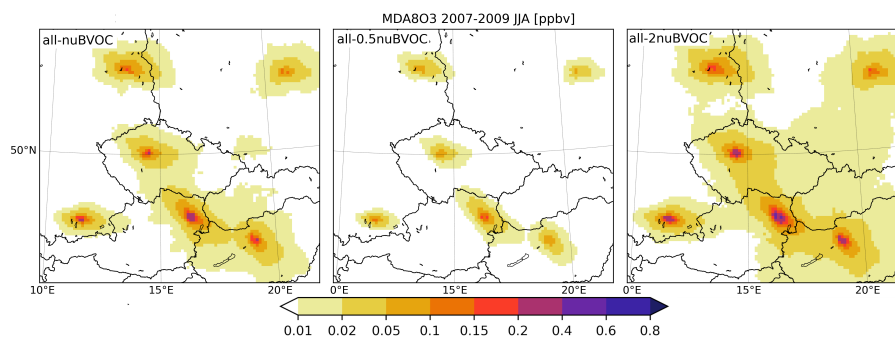 MDA8O3 2007-2009 JJA [ppbv]
all-nuBVOC
all-0.5nuBVOC
all-2nuBVOC
50°N
10°E 15°E 20°E 15°E 20°E 15°E 20°E
0.01 0.02 0.05 0.1 0.15 0.2 0.4 0.6 0.8